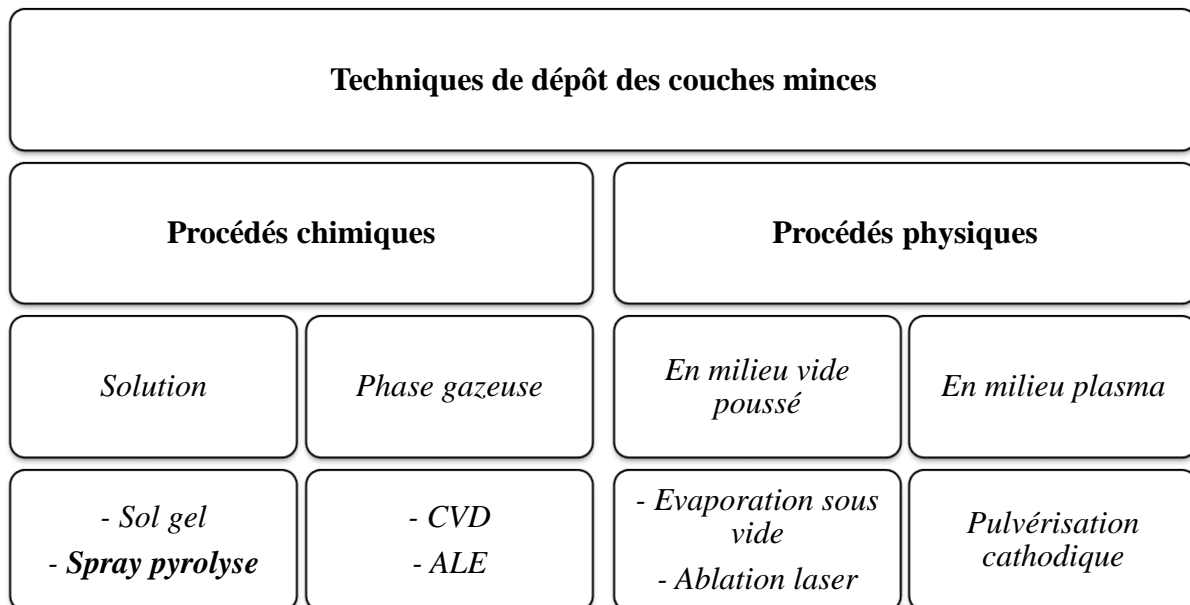 Techniques de dépôt des couches minces
Procédés chimiques
Procédés physiques
Solution
Phase gazeuse
En milieu vide
poussé
En milieu plasma
- Sol gel
- Spray pyrolyse
- CVD
- ALE
- Evaporation sous
vide
- Ablation laser
Pulvérisation
cathodique